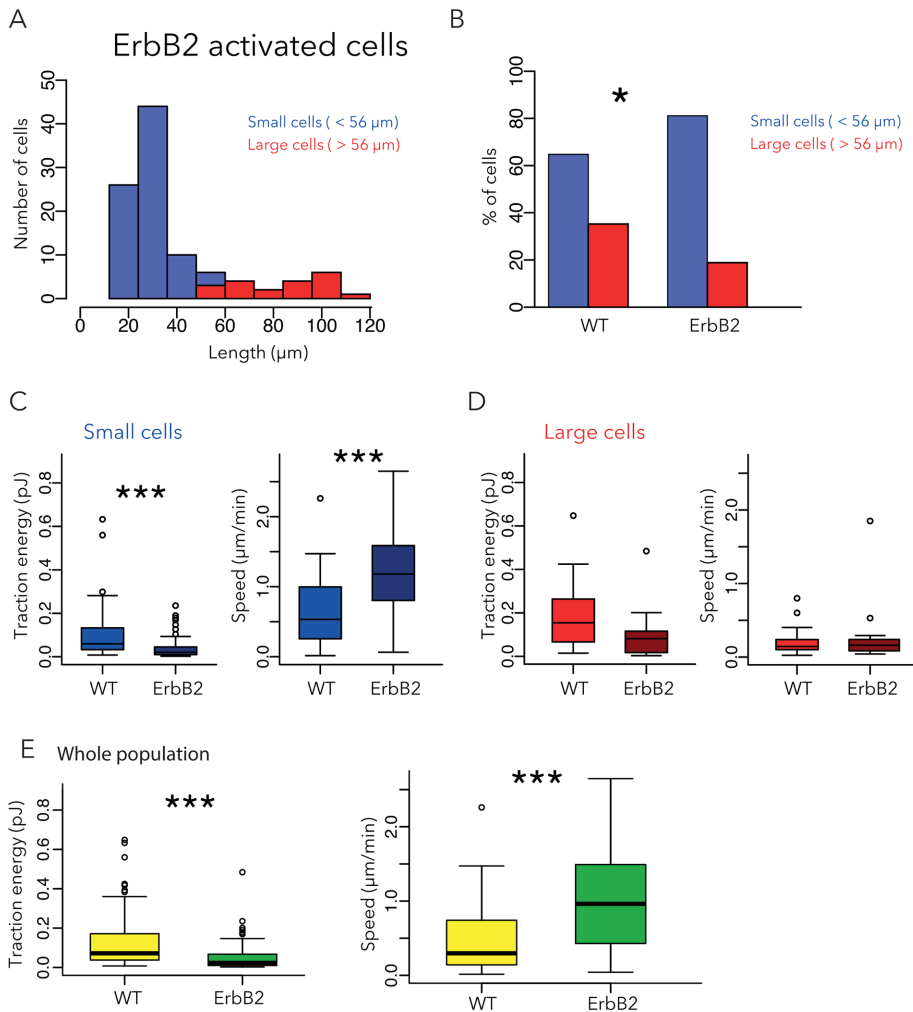 A
ErbB2 activated cells
Number of cells
50
40
30
20
10
0
Small cells ( < 56 µm)
Large cells ( > 56 µm)
0 20 40 60 80 100 120
Length (µm)
B
% of cells
100
80
60
40
20
0
*
Small cells ( < 56 µm)
Large cells ( > 56 µm)
WT ErbB2
C
Small cells
Traction energy (pJ)
0.8
0.6
0.4
0.2
0.0
***
WT ErbB2
Speed (µm/min)
2.0
1.0
0.0
***
WT ErbB2
D
Large cells
Traction energy (pJ)
0.8
0.6
0.4
0.2
0.0
WT ErbB2
Speed (µm/min)
2.0
1.0
0.0
WT ErbB2
E
Whole population
Traction energy (pJ)
0.8
0.6
0.4
0.2
0.0
***
WT ErbB2
Speed (µm/min)
2.0
1.0
0.0
***
WT ErbB2